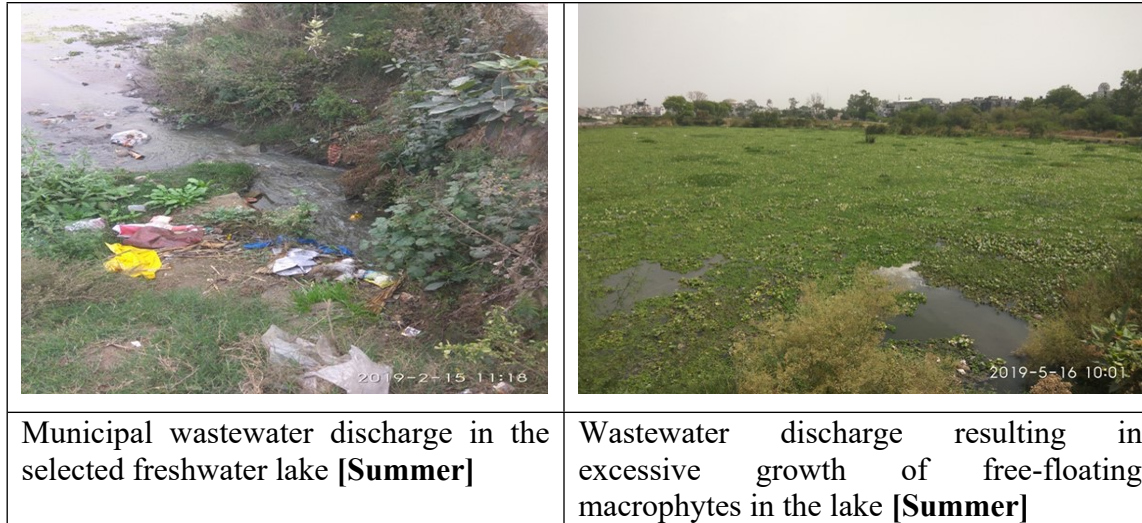 2019-2-15 11:18
2019-5-16 10:01
Municipal wastewater discharge in the
selected freshwater lake [Summer]
Wastewater discharge resulting in
excessive growth of free-floating
macrophytes in the lake [Summer]